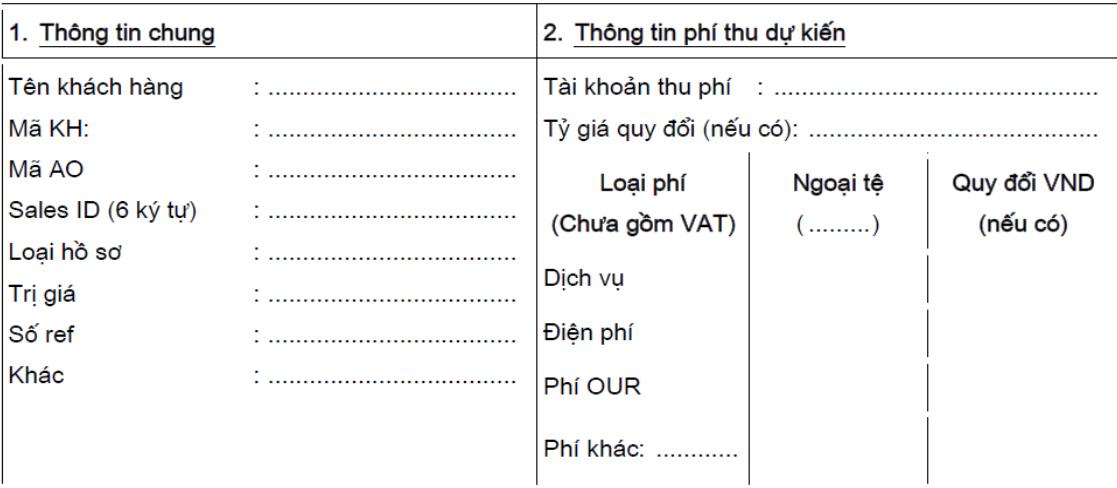 1. Thông tin chung
Tên khách hàng : ....................................
Mã KH: : ....................................
Mã AO : ....................................
Sales ID (6 ký tự) : ....................................
Loại hồ sơ : ....................................
Trị giá : ....................................
Số ref : ....................................
Khác : ....................................
2. Thông tin phí thu dự kiến
Tài khoản thu phí : ...............................................
Tỷ giá quy đổi (nếu có): ..........................................
Loại phí Ngoại tệ Quy đổi VND
(Chưa gồm VAT) (.........) (nếu có)
Dịch vụ
Điện phí
Phí OUR
Phí khác: ............